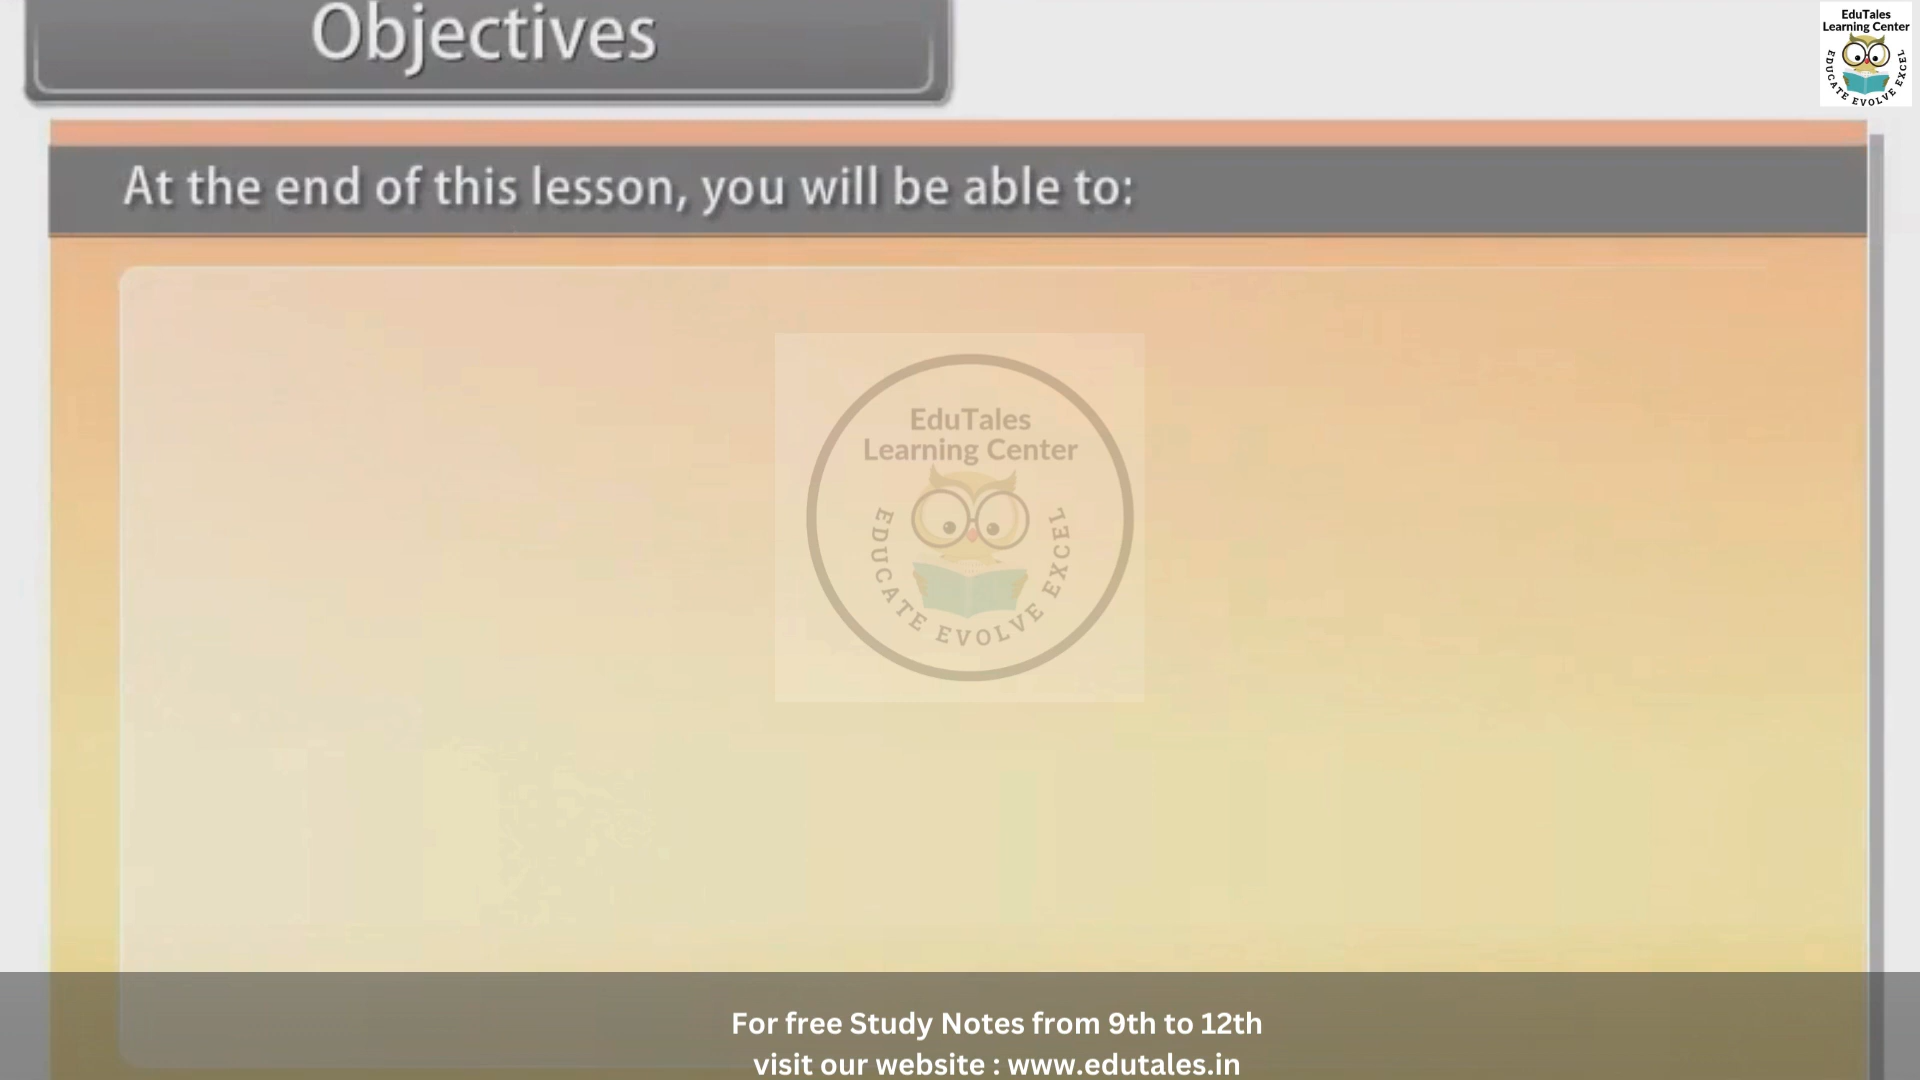 Objectives
EduTales
Learning Center
EDUCATE EVOLVE EXCEL
At the end of this lesson, you will be able to:
EduTales
Learning Center
EDUCATE EVOLVE EXCEL
For free Study Notes from 9th to 12th
visit our website : www.edutales.in